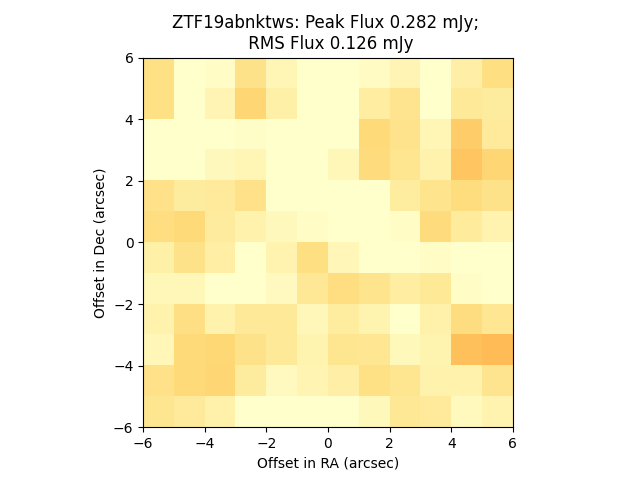 ZTF19abnktws: Peak Flux 0.282 mJy;
RMS Flux 0.126 mJy
6
4
2
0
−2
−4
−6
Offset in Dec (arcsec)
−6 −4 −2 0 2 4 6
Offset in RA (arcsec)